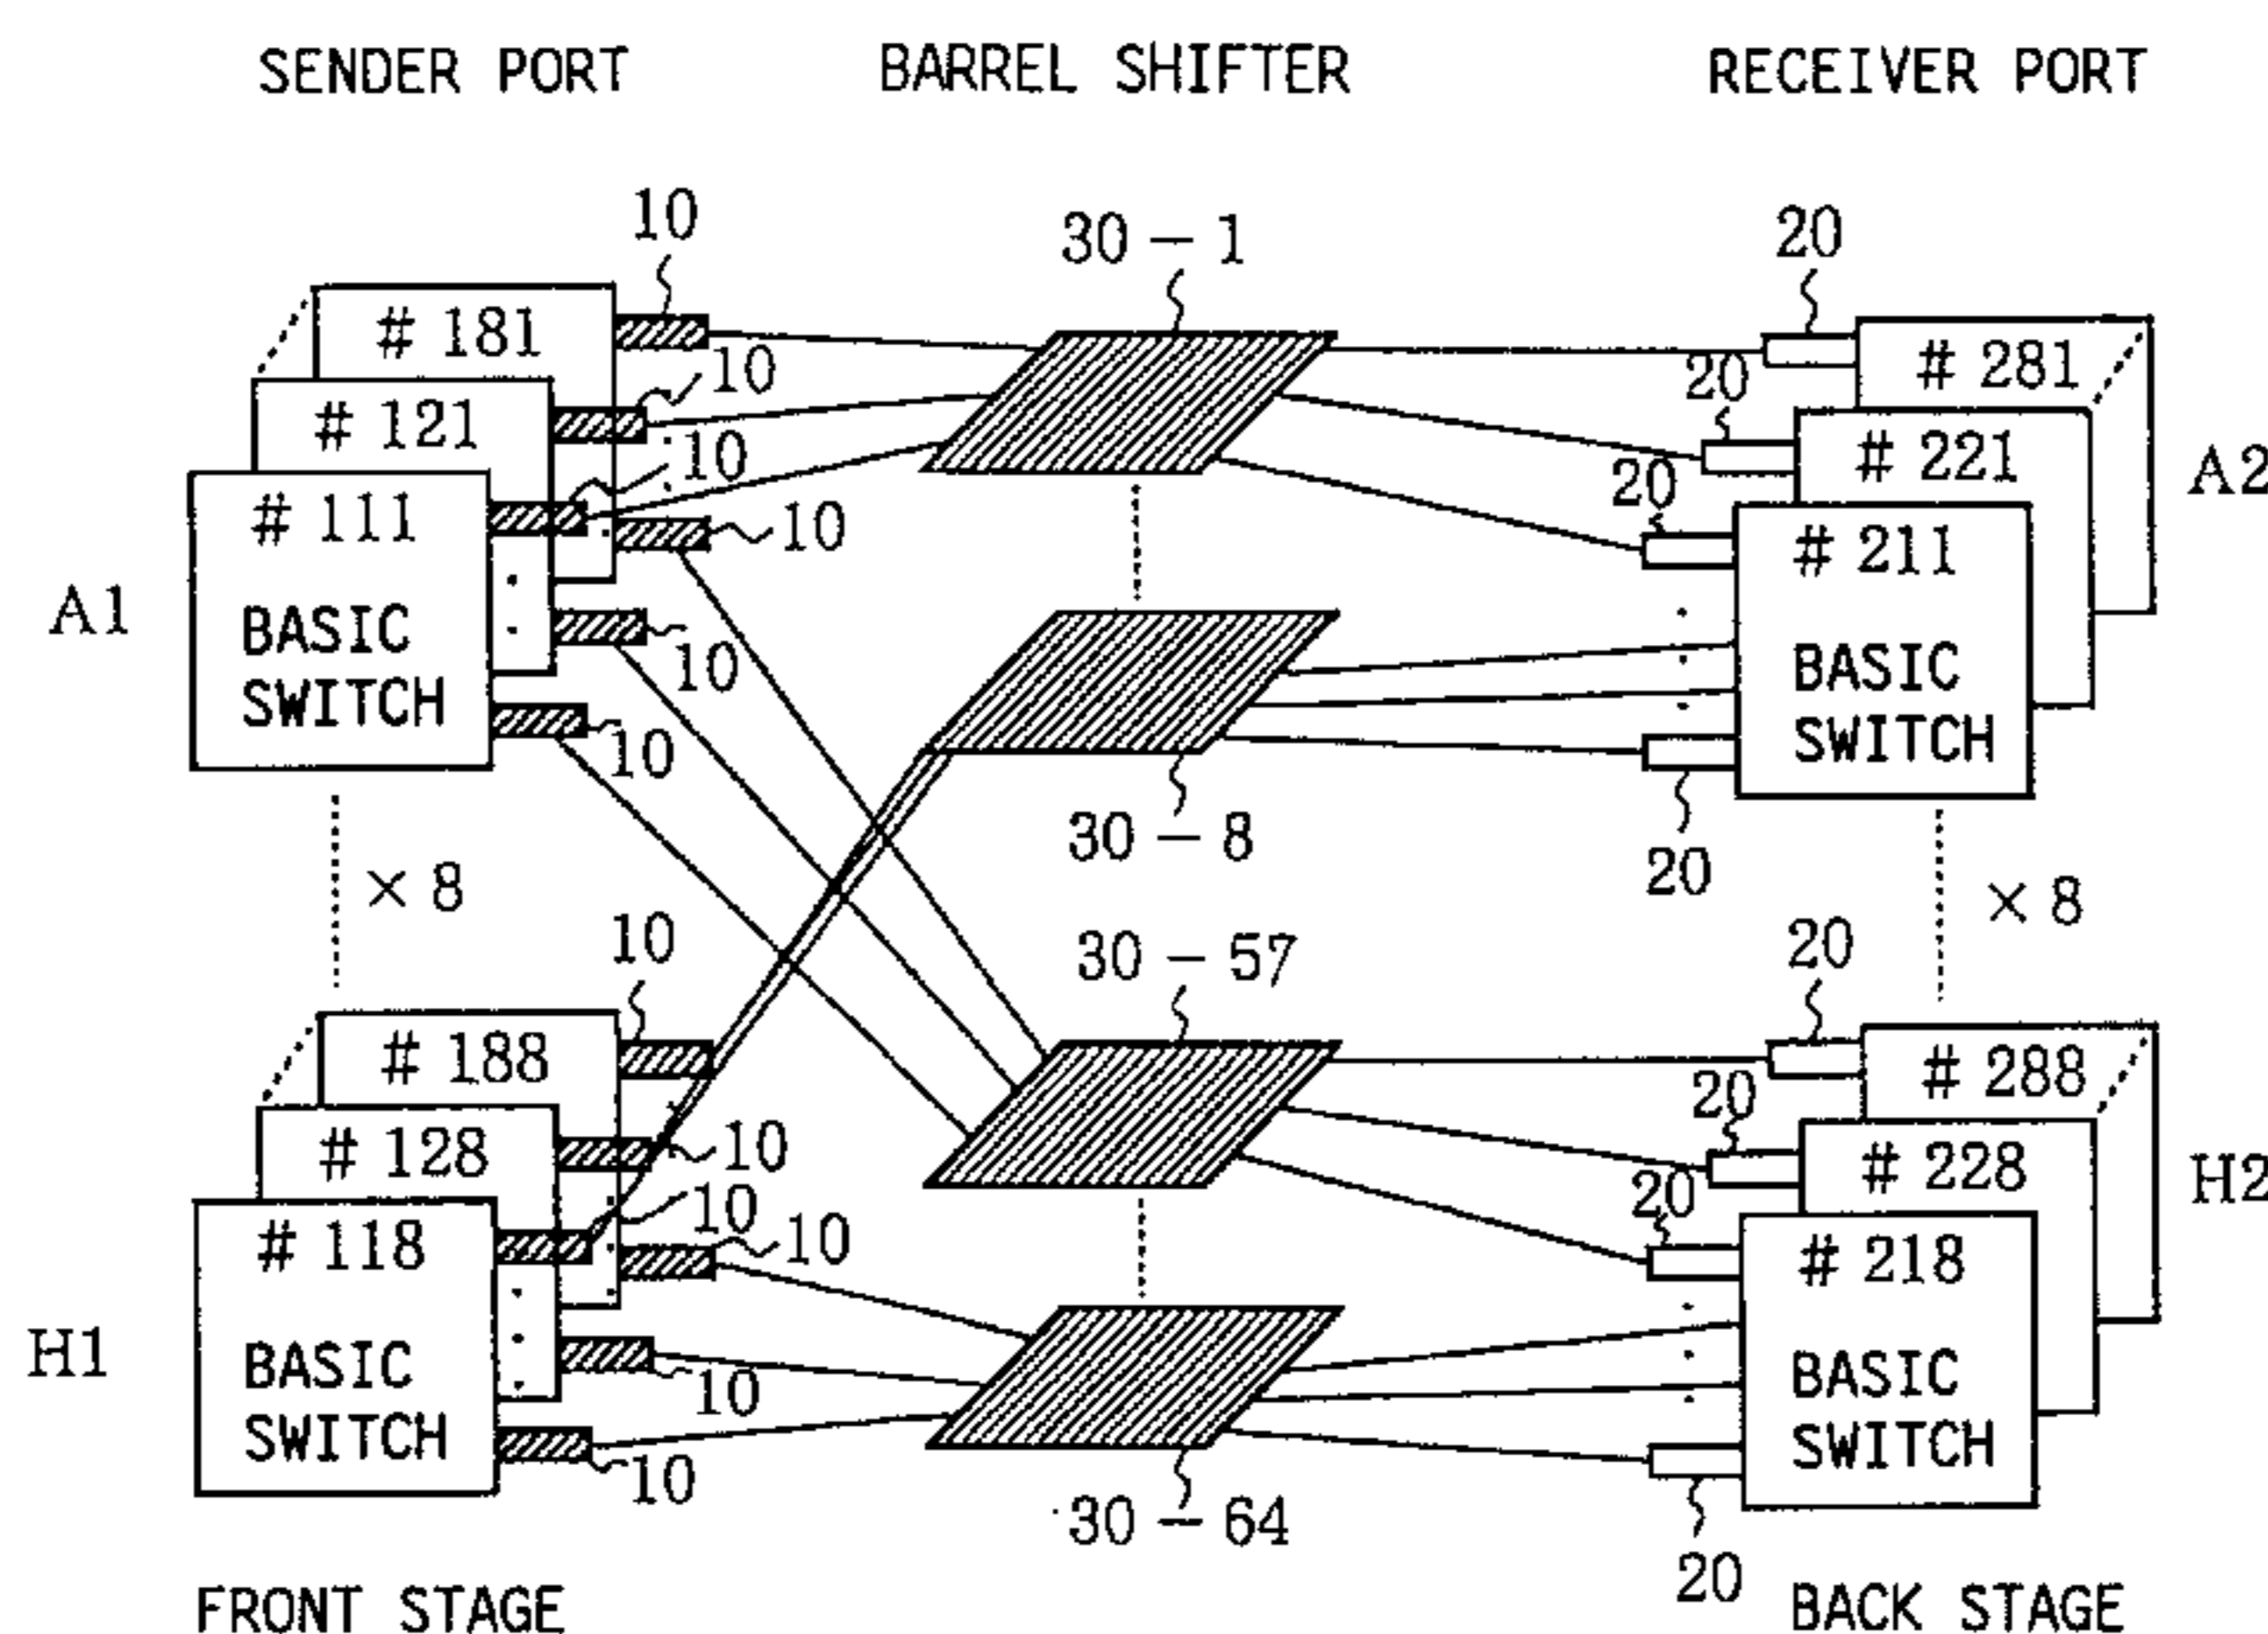 SENDER PORT BARREL SHIFTER RECEIVER PORT
10 30 − 1 20
# 181 10 20 # 281
# 121 10 20 # 221
# 111 10 # 211
A1 BASIC SWITCH 10 10 10
A2 BASIC SWITCH 20 20
30 − 8
× 8 × 8
10 30 − 57 20
# 188 10 20 # 288
# 128 10 20 # 228
# 118 10 # 218
H1 BASIC SWITCH 10 10
H2 BASIC SWITCH 20
30 − 64
FRONT STAGE BACK STAGE